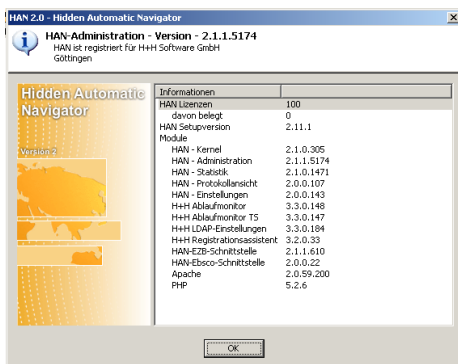 HAN 2.0 - Hidden Automatic Navigator
HAN-Administration - Version - 2.1.1.5174
HAN ist registriert für H+H Software GmbH
Göttingen
Hidden Automatic
Navigator
Version 2
Informationen
HAN Lizenzen 100
davon belegt 0
HAN Setupversion 2.11.1
Module
HAN - Kernel 2.1.0.305
HAN - Administration 2.1.1.5174
HAN - Statistik 2.1.0.1471
HAN - Protokollansicht 2.0.0.107
HAN - Einstellungen 2.0.0.143
H+H Ablaufmonitor 3.3.0.148
H+H Ablaufmonitor TS 3.3.0.147
H+H LDAP-Einstellungen 3.3.0.184
H+H Registrationsassistent 3.2.0.33
HAN-EZB-Schnittstelle 2.1.1.610
HAN-Ebsco-Schnittstelle 2.0.0.22
Apache 2.0.59.200
PHP 5.2.6
OK